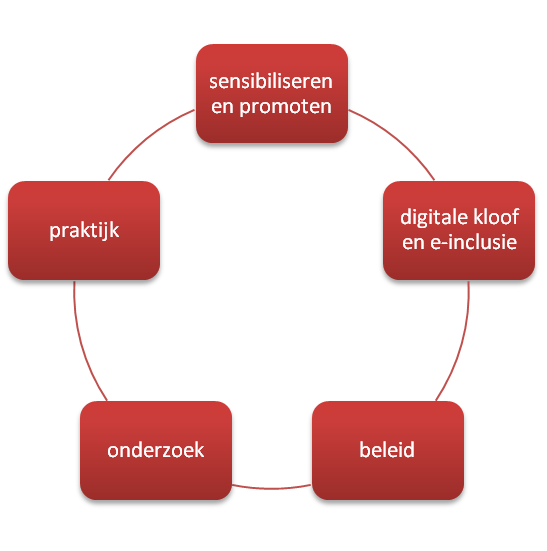 sensibiliseren
en promoten
digitale kloof
en e-inclusie
beleid
onderzoek
praktijk